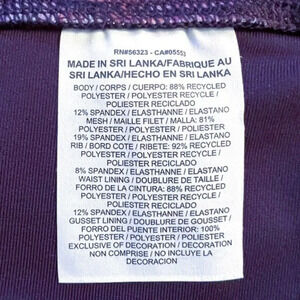 RN#56323 - CA#05553
MADE IN SRI LANKA/FABRIQUE AU
SRI LANKA/HECHO EN SRI LANKA
BODY / CORPS / CUERPO: 88% RECYCLED
POLYESTER / POLYESTER RECYCLE /
POLIESTER RECICLADO
12% SPANDEX / ELASTHANNE / ELASTANO
MESH / MAILLE FILET / MALLA: 81%
POLYESTER / POLYESTER / POLIESTER
19% SPANDEX / ELASTHANNE / ELASTANO
RIB / BORD COTE / RIBETE: 92% RECYCLED
POLYESTER / POLYESTER RECYCLE /
POLIESTER RECICLADO
8% SPANDEX / ELASTHANNE / ELASTANO
WAIST LINING / DOUBLURE DE TAILLE /
FORRO DE LA CINTURA: 88% RECYCLED
POLYESTER / POLYESTER RECYCLE /
POLIESTER RECICLADO
12% SPANDEX / ELASTHANNE / ELASTANO
GUSSET LINING / DOUBLURE DE GOUSSET /
FORRO DEL PUENTE INTERIOR: 100%
POLYESTER / POLYESTER / POLIESTER
EXCLUSIVE OF DECORATION / DECORATION
NON COMPRISE / NO INCLUYE LA
DECORACION